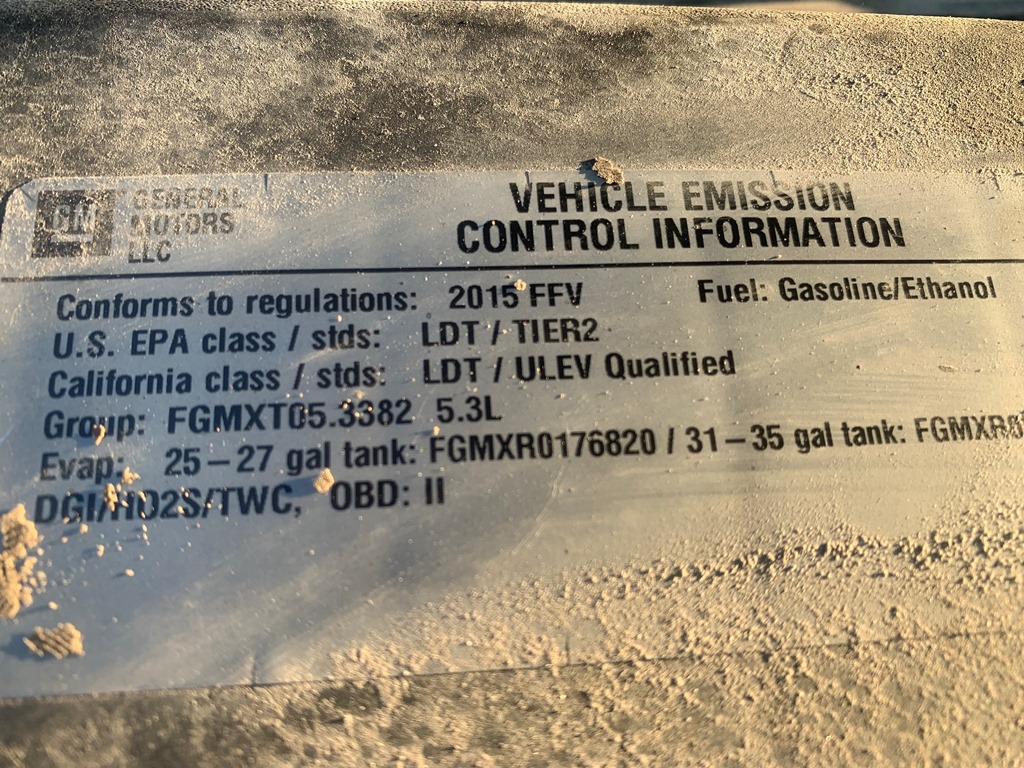 GM GENERAL
MOTORS
LLC
VEHICLE EMISSION
CONTROL INFORMATION
Conforms to regulations: 2015 FFV Fuel: Gasoline/Ethanol
U.S. EPA class / stds: LDT / TIER2
California class / stds: LDT / ULEV Qualified
Group: FGMXT05.3382 5.3L
Evap: 25–27 gal tank: FGMXR0176820 / 31–35 gal tank:
DGI/HO2S/TWC, OBD: II